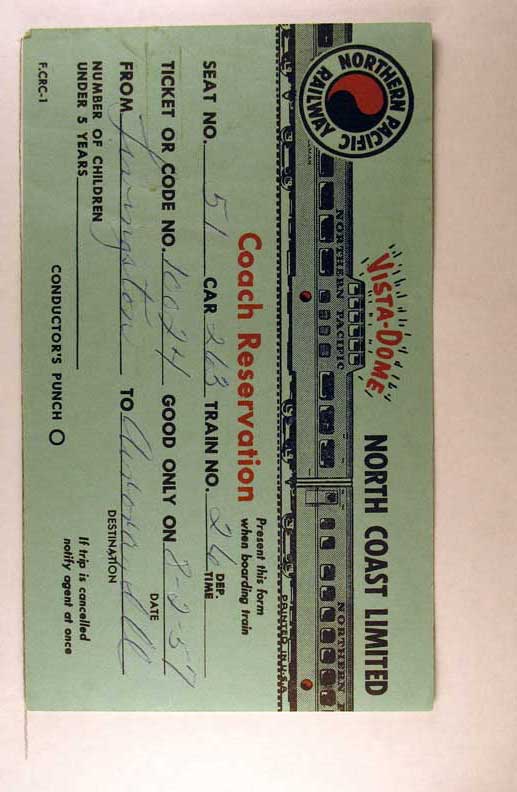 NORTHERN PACIFIC RAILWAY
VISTA-DOME NORTH COAST LIMITED
NORTHERN PACIFIC
NORTHERN P
PRINTED IN U.S.A.
Coach Reservation
Present this form
when boarding train
SEAT NO. 51 CAR 263 TRAIN NO. 26 DEP. TIME
TICKET OR CODE NO. 10024 GOOD ONLY ON 8-2-57
DATE
FROM Livingston TO Aurora Ill
DESTINATION
NUMBER OF CHILDREN
UNDER 5 YEARS
If trip is cancelled
notify agent at once
CONDUCTOR'S PUNCH
F.CRC-1